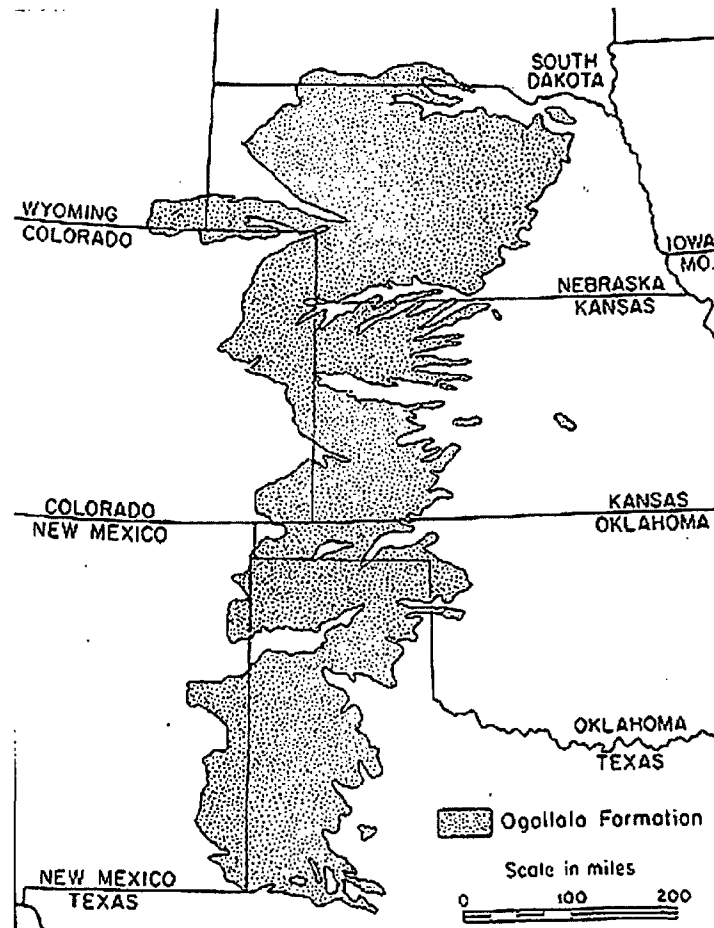 SOUTH
DAKOTA
WYOMING
COLORADO
IOWA
MO.
NEBRASKA
KANSAS
COLORADO
NEW MEXICO
KANSAS
OKLAHOMA
OKLAHOMA
TEXAS
Ogallala Formation
NEW MEXICO
TEXAS
Scale in miles
0 100 200